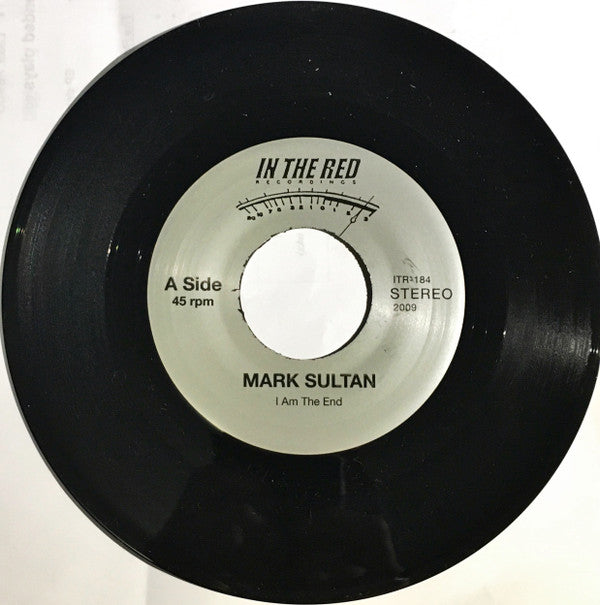 IN THE RED
RECORDINGS
A Side
45 rpm
ITR-184
STEREO
2009
MARK SULTAN
I Am The End